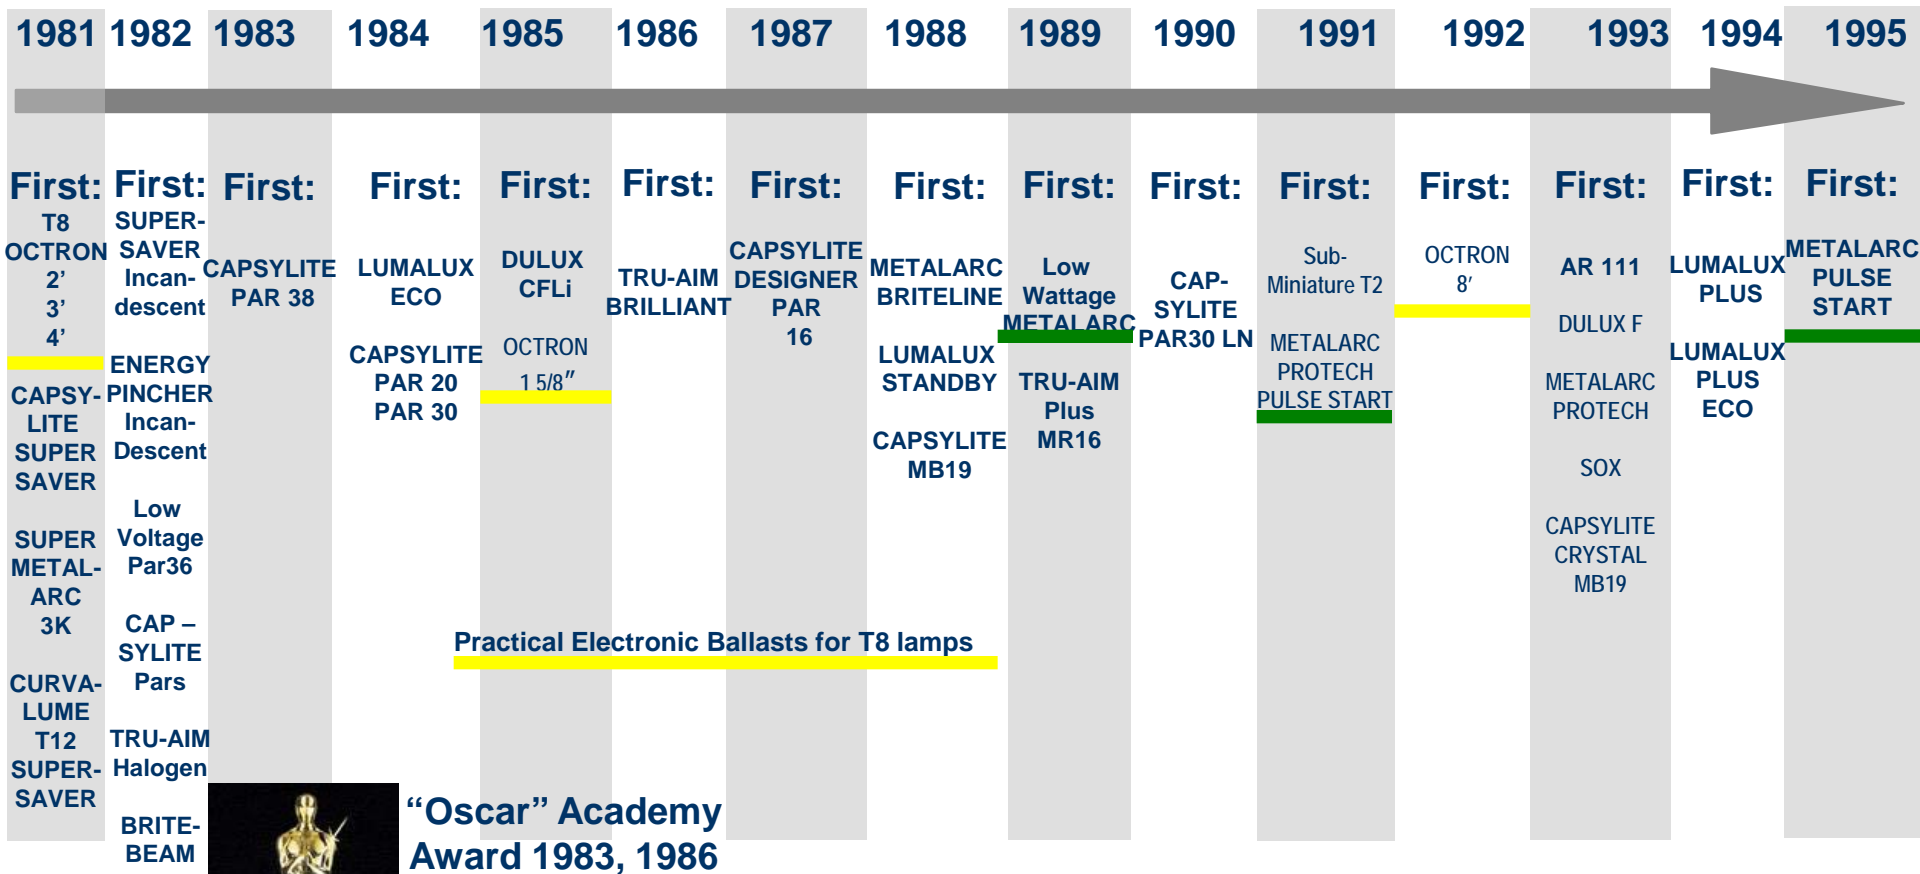 1981 1982 1983 1984 1985 1986 1987 1988 1989 1990 1991 1992 1993 1994 1995
First:
T8
OCTRON
2’
3’
4’
CAPSY-
LITE
SUPER
SAVER
SUPER
METAL-
ARC
3K
CURVA-
LUME
T12
SUPER-
SAVER
First:
SUPER-
SAVER
Incan-
descent
ENERGY
PINCHER
Incan-
Descent
Low
Voltage
Par36
CAP –
SYLITE
Pars
TRU-AIM
Halogen
BRITE-
BEAM
First:
CAPSYLITE
PAR 38
First:
LUMALUX
ECO
CAPSYLITE
PAR 20
PAR 30
First:
DULUX
CFLi
OCTRON
1 5/8”
First:
TRU-AIM
BRILLIANT
First:
CAPSYLITE
DESIGNER
PAR
16
First:
METALARC
BRITELINE
LUMALUX
STANDBY
CAPSYLITE
MB19
First:
Low
Wattage
METALARC
TRU-AIM
Plus
MR16
First:
CAP-
SYLITE
PAR30 LN
First:
Sub-
Miniature T2
METALARC
PROTECH
PULSE START
First:
OCTRON
8’
First:
AR 111
DULUX F
METALARC
PROTECH
SOX
CAPSYLITE
CRYSTAL
MB19
First:
LUMALUX
PLUS
LUMALUX
PLUS
ECO
First:
METALARC
PULSE
START
Practical Electronic Ballasts for T8 lamps
“Oscar” Academy
Award 1983, 1986